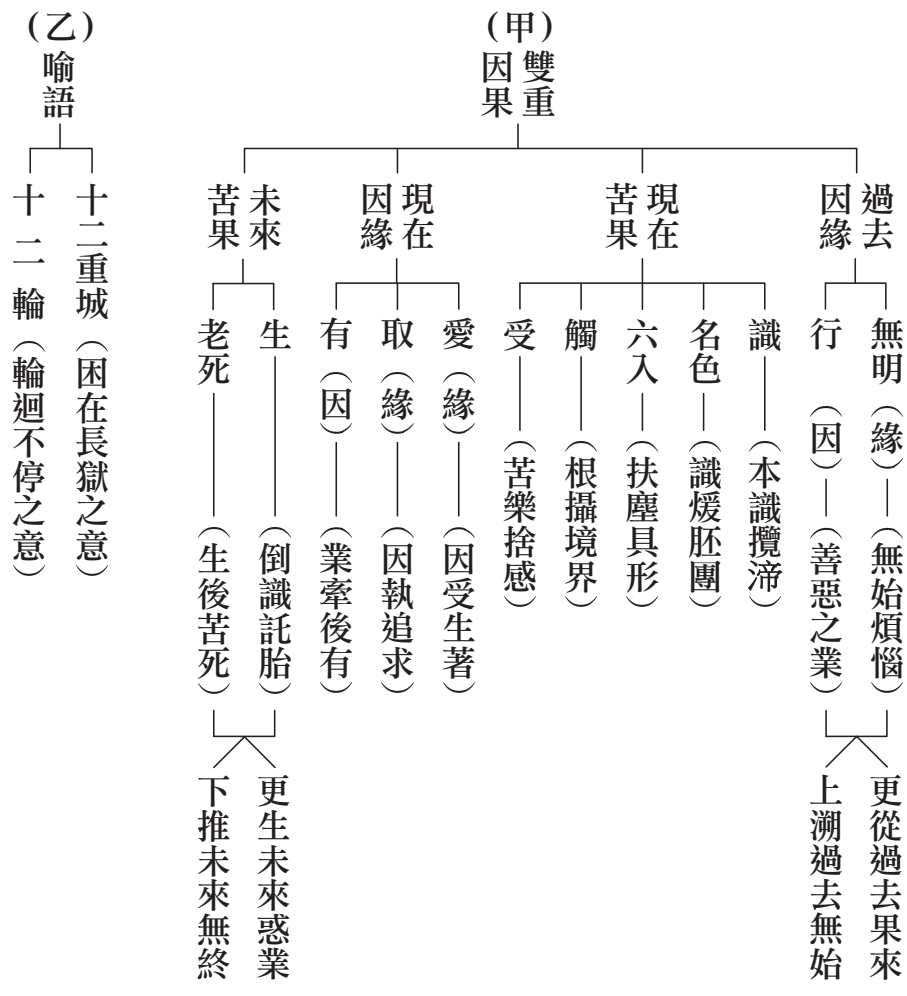 (甲)
雙重
因果
過去
因緣
無明（緣）（無始煩惱）
行（因）（善惡之業）
更從過去果來
上溯過去無始
現在
苦果
識（本識攬渧）
名色（識煖胚團）
六入（扶塵具形）
觸（根攝境界）
受（苦樂捨感）
現在
因緣
愛（緣）（因受生著）
取（緣）（因執追求）
有（因）（業牽後有）
未來
苦果
生（倒識託胎）
老死（生後苦死）
更生未來惑業
下推未來無終
(乙)
喻語
十二重城（困在長獄之意）
十二輪（輪迴不停之意）